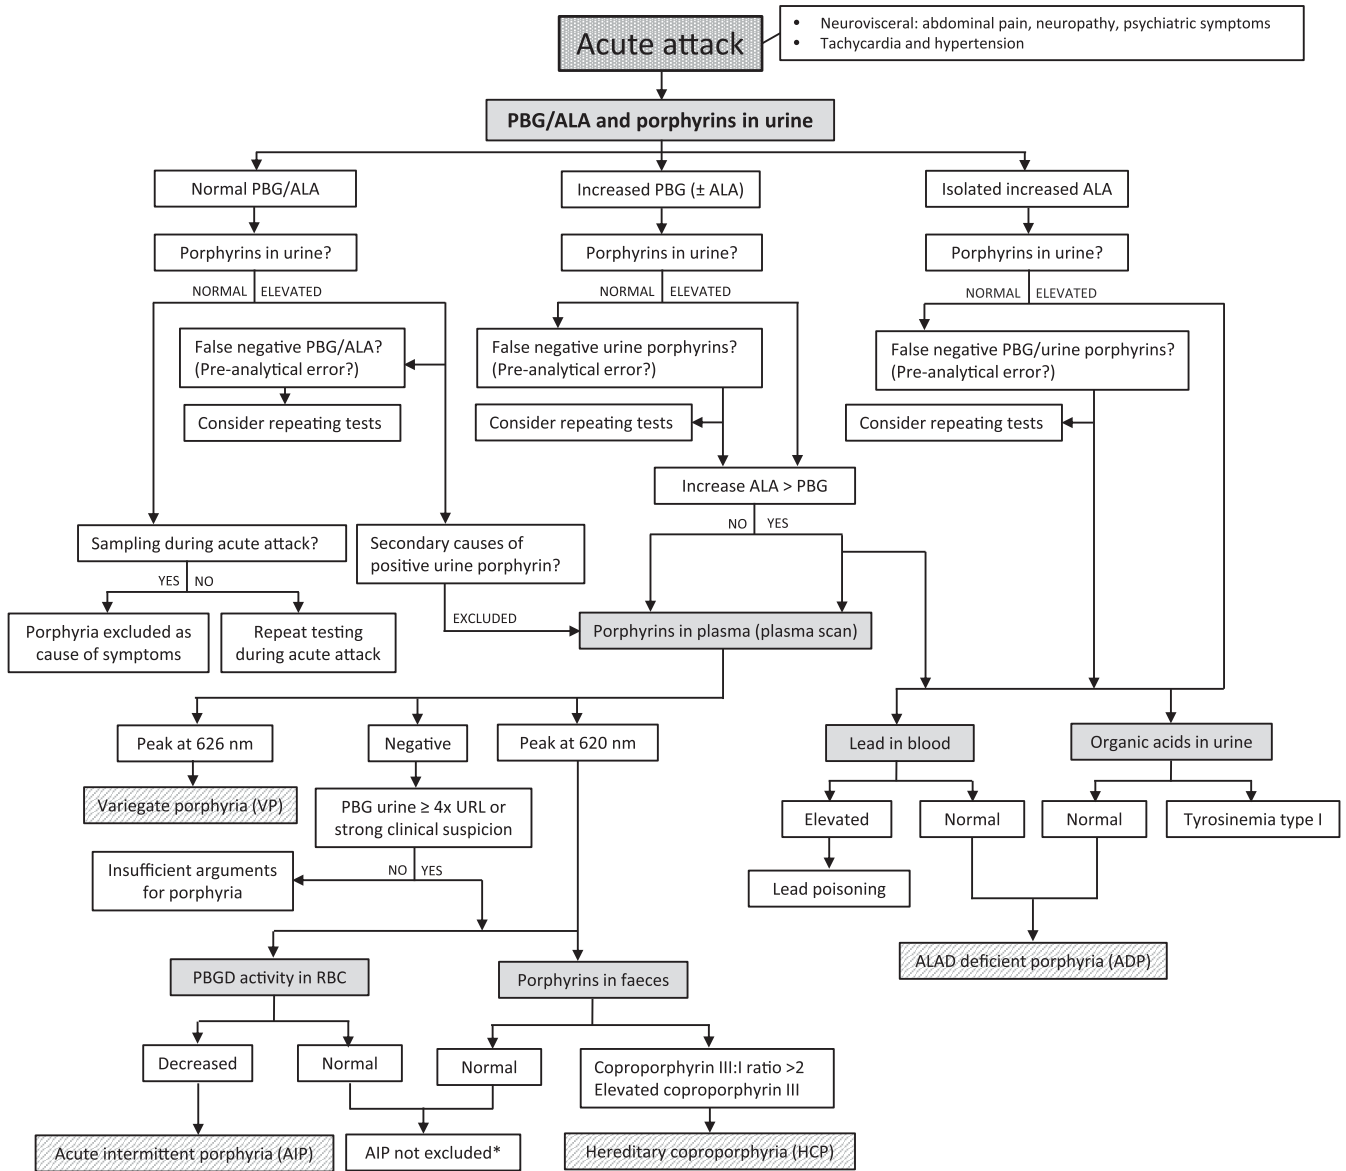 Acute attack
• Neurovisceral: abdominal pain, neuropathy, psychiatric symptoms
• Tachycardia and hypertension
PBG/ALA and porphyrins in urine
Normal PBG/ALA
Increased PBG (± ALA)
Isolated increased ALA
Porphyrins in urine?
Porphyrins in urine?
Porphyrins in urine?
NORMAL ELEVATED
NORMAL ELEVATED
NORMAL ELEVATED
False negative PBG/ALA?
(Pre-analytical error?)
False negative urine porphyrins?
(Pre-analytical error?)
False negative PBG/urine porphyrins?
(Pre-analytical error?)
Consider repeating tests
Consider repeating tests
Consider repeating tests
Increase ALA > PBG
NO YES
Sampling during acute attack?
Secondary causes of
positive urine porphyrin?
YES NO
EXCLUDED
Porphyria excluded as
cause of symptoms
Repeat testing
during acute attack
Porphyrins in plasma (plasma scan)
Peak at 626 nm
Negative
Peak at 620 nm
Lead in blood
Organic acids in urine
Variegate porphyria (VP)
PBG urine ≥ 4x URL or
strong clinical suspicion
Elevated
Normal
Normal
Tyrosinemia type I
NO YES
Insufficient arguments
for porphyria
Lead poisoning
ALAD deficient porphyria (ADP)
PBGD activity in RBC
Porphyrins in faeces
Decreased
Normal
Normal
Coproporphyrin III:I ratio >2
Elevated coproporphyrin III
Acute intermittent porphyria (AIP)
AIP not excluded*
Hereditary coproporphyria (HCP)